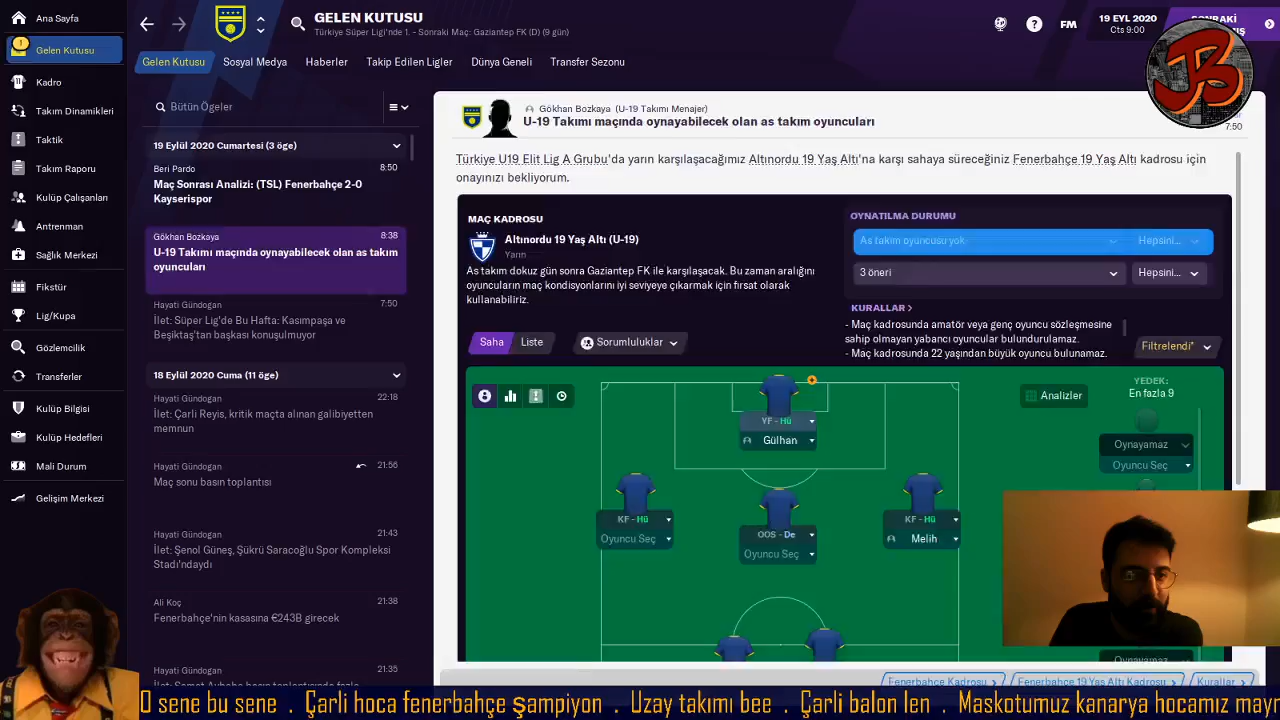 Ana Sayfa
1
Gelen Kutusu
Kadro
Takım Dinamikleri
Taktik
Takım Raporu
Kulüp Çalışanları
Antrenman
Sağlık Merkezi
Fikstür
Lig/Kupa
Gözlemcilik
Transferler
Kulüp Bilgisi
Kulüp Hedefleri
Mali Durum
Gelişim Merkezi
GELEN KUTUSU
Türkiye Süper Ligi'nde 1. - Sonraki Maç: Gaziantep FK (D) (9 gün)
FM
19 EYL 2020
Cts 9:00
SONRAKİ
Gelen Kutusu
Sosyal Medya
Haberler
Takip Edilen Ligler
Dünya Geneli
Transfer Sezonu
Bütün Ögeler
19 Eylül 2020 Cumartesi (3 öge)
Beri Pardo
8:50
Maç Sonrası Analizi: (TSL) Fenerbahçe 2-0
Kayserispor
Gökhan Bozkaya
8:38
U-19 Takımı maçında oynayabilecek olan as takım
oyuncuları
Hayati Gündogan
7:50
İlet: Süper Lig'de Bu Hafta: Kasımpaşa ve
Beşiktaş'tan başkası konuşulmuyor
18 Eylül 2020 Cuma (11 öge)
Hayati Gündogan
22:18
İlet: Çarli Reyis, kritik maçta alınan galibiyetten
memnun
Hayati Gündogan
21:56
Maç sonu basın toplantısı
Hayati Gündogan
21:43
İlet: Şenol Güneş, Şükrü Saracoğlu Spor Kompleksi
Stadı'ndaydı
Ali Koç
21:38
Fenerbahçe'nin kasasına €243B girecek
Hayati Gündogan
21:35
Gökhan Bozkaya (U-19 Takımı Menajer)
U-19 Takımı maçında oynayabilecek olan as takım oyuncuları
B
7:50
Türkiye U19 Elit Lig A Grubu'da yarın karşılaşacağımız Altınordu 19 Yaş Altı'na karşı sahaya süreceğiniz Fenerbahçe 19 Yaş Altı kadrosu için
onayınızı bekliyorum.
MAÇ KADROSU
Altınordu 19 Yaş Altı (U-19)
Yarın
As takım dokuz gün sonra Gaziantep FK ile karşılaşacak. Bu zaman aralığını
oyuncuların maç kondisyonlarını iyi seviyeye çıkarmak için fırsat olarak
kullanabiliriz.
OYNATILMA DURUMU
As takım oyuncusu yok
Hepsini...
3 öneri
Hepsini...
KURALLAR
- Maç kadrosunda amatör veya genç oyuncu sözleşmesine
sahip olmayan yabancı oyuncular bulundurulamaz.
- Maç kadrosunda 22 yaşından büyük oyuncu bulunamaz.
Saha
Liste
Sorumluluklar
Filtrelendi*
Analizler
YEDEK:
En fazla 9
Oynayamaz
Oyuncu Seç
YF - Hü
Gülhan
KF - Hü
Oyuncu Seç
OOS - De
Oyuncu Seç
KF - Hü
Melih
Oynayamaz
Fenerbahçe Kadrosu
Fenerbahçe 19 Yaş Altı Kadrosu
Kurallar
O sene bu sene . Çarli hoca fenerbahçe şampiyon . Uzay takımı bee . Çarli balon len . Maskotumuz kanarya hocamız mayı